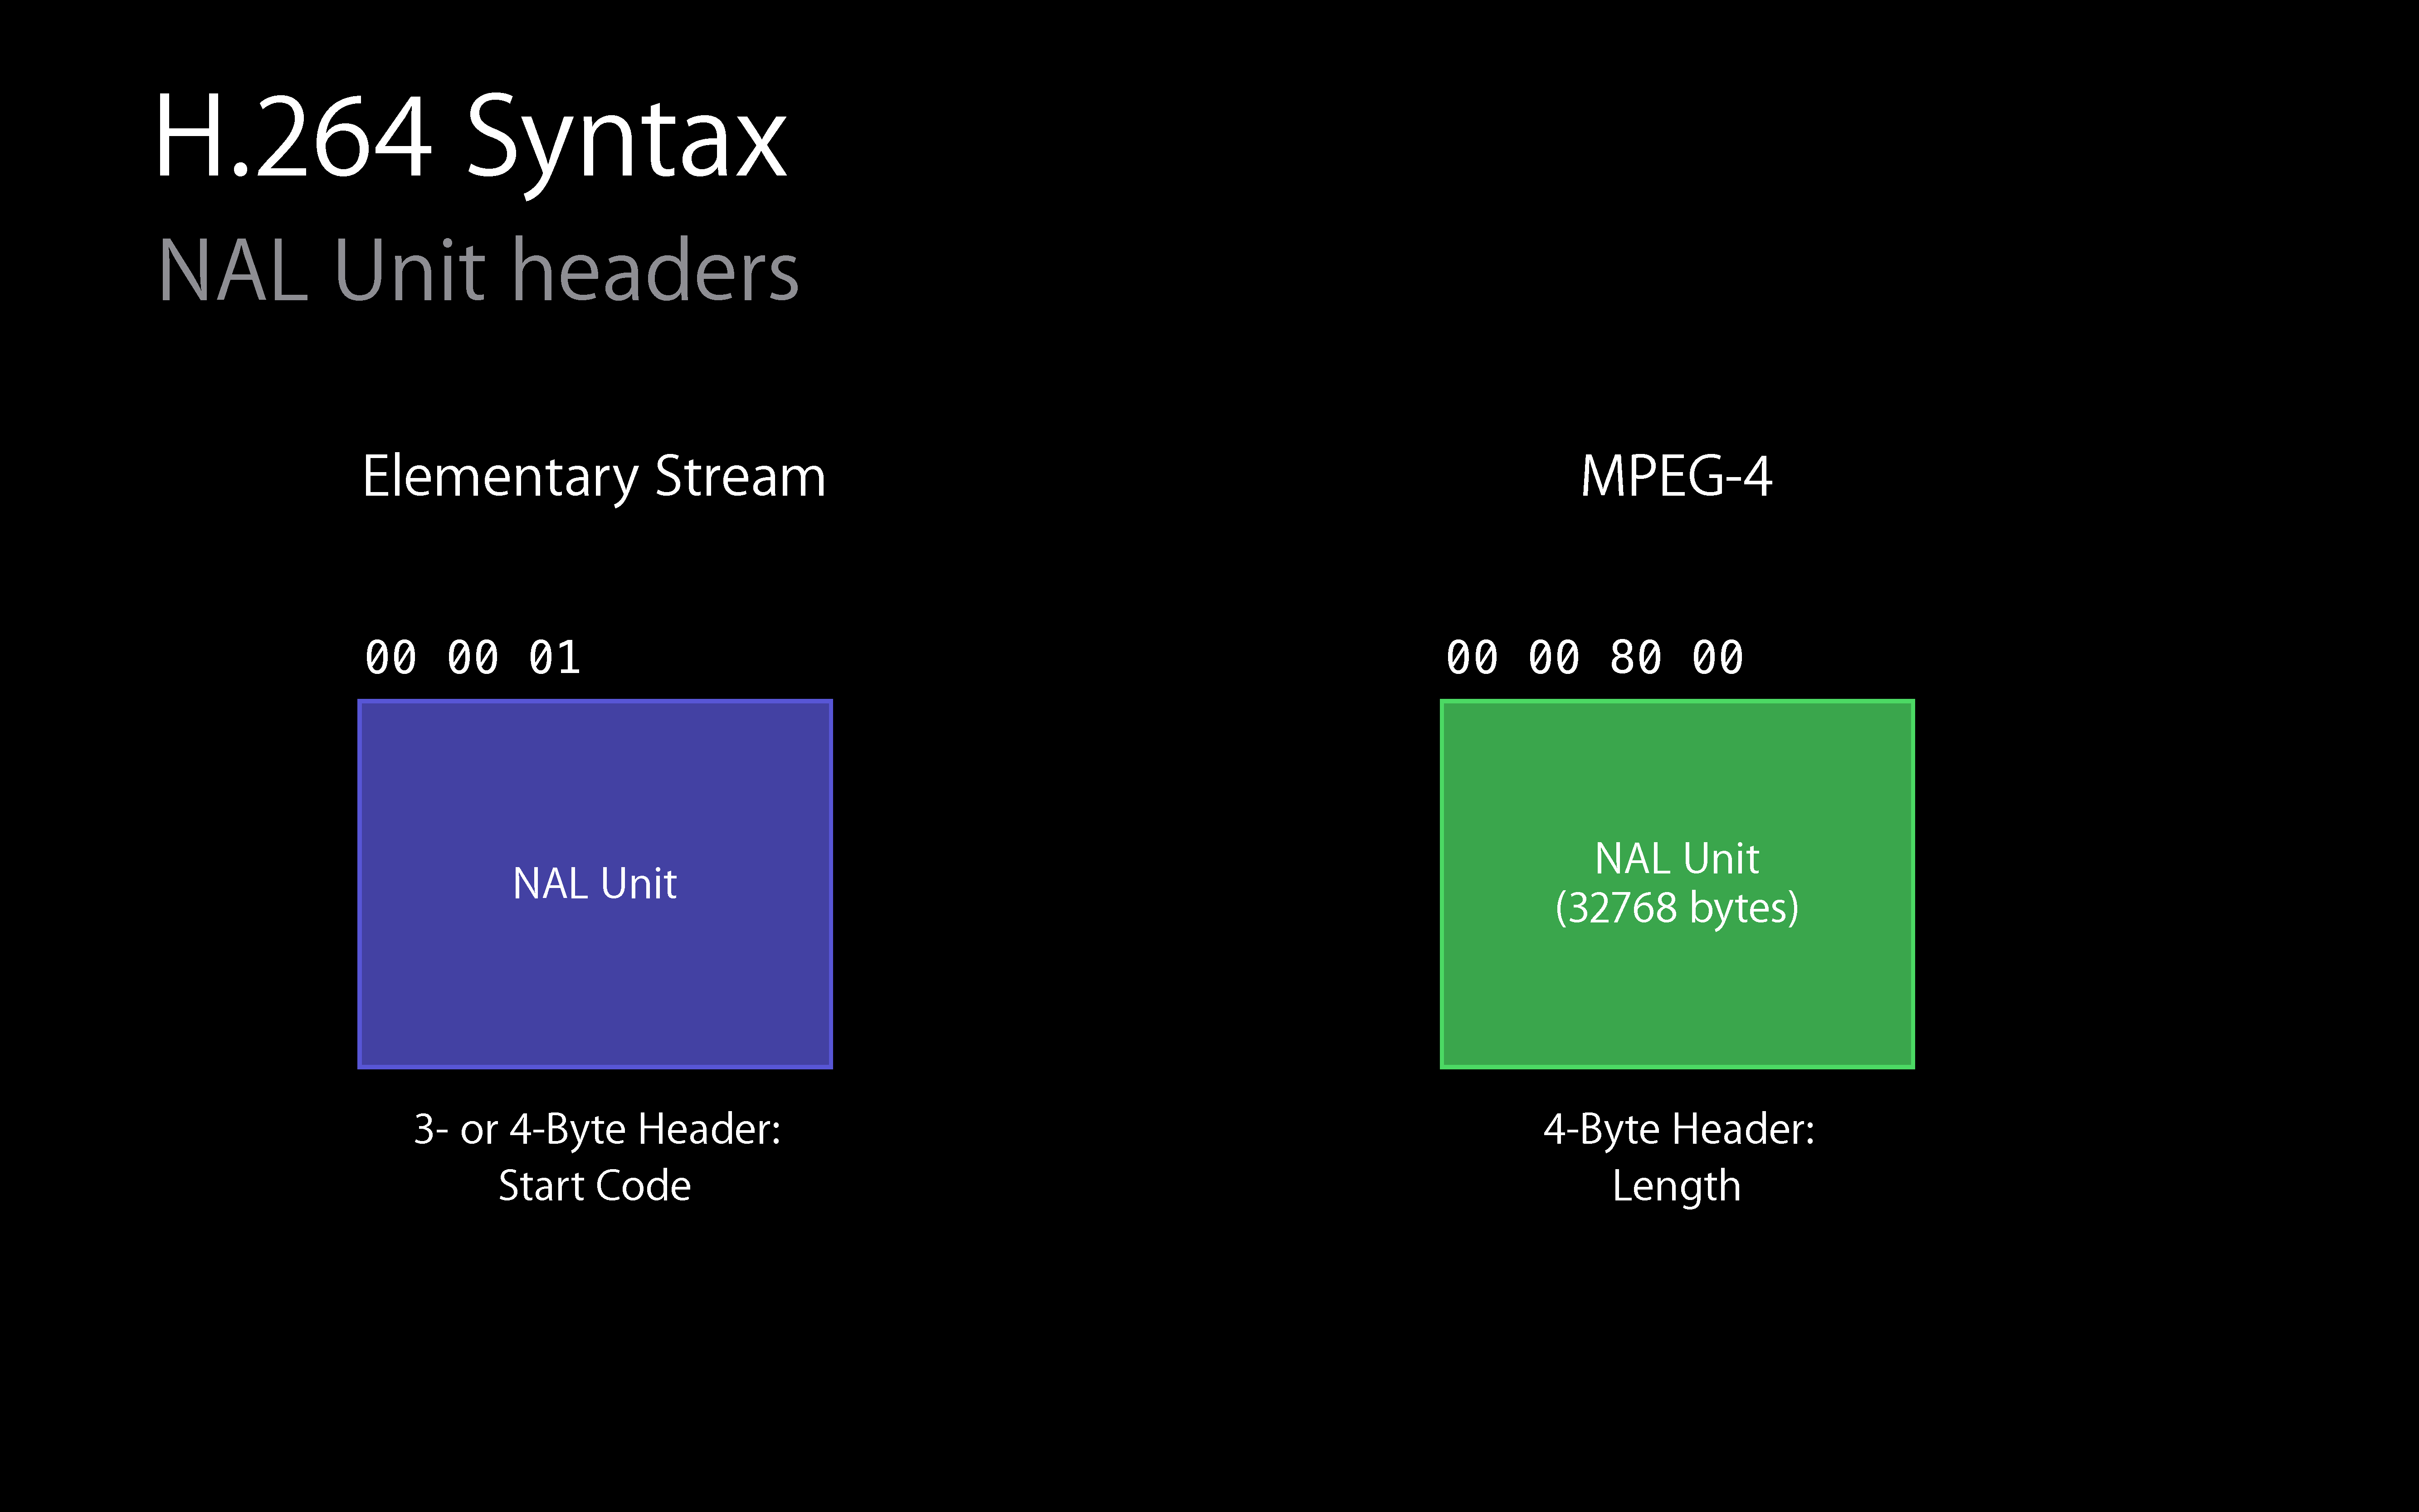 H.264 Syntax
NAL Unit headers
Elementary Stream
00 00 01
NAL Unit
3- or 4-Byte Header:
Start Code
MPEG-4
00 00 80 00
NAL Unit
(32768 bytes)
4-Byte Header:
Length